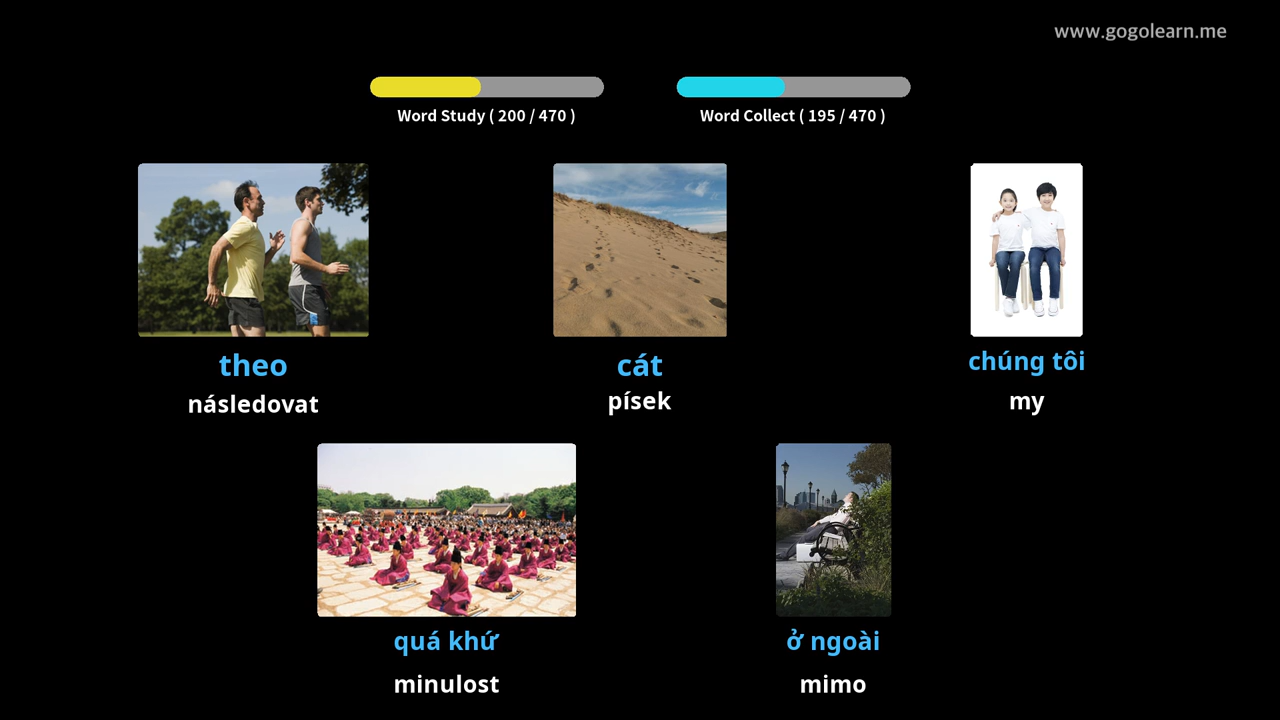 www.gogolearn.me
Word Study ( 200 / 470 )
Word Collect ( 195 / 470 )
theo
následovat
cát
písek
chúng tôi
my
quá khứ
minulost
ở ngoài
mimo